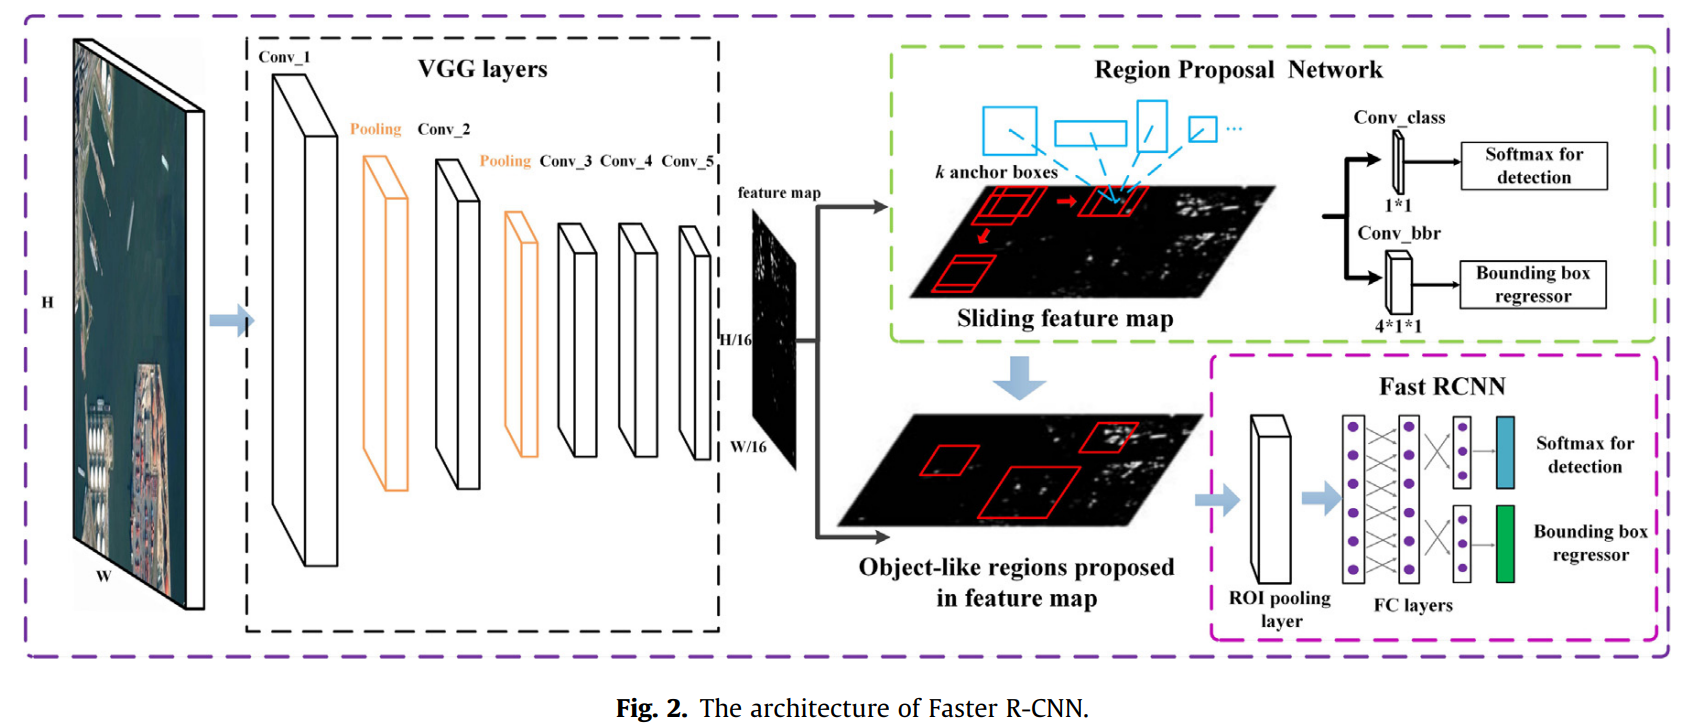 H
W
Conv_1
VGG layers
Pooling
Conv_2
Pooling
Conv_3
Conv_4
Conv_5
feature map
H/16
W/16
Region Proposal Network
k anchor boxes
...
Sliding feature map
Conv_class
1*1
Softmax for
detection
Conv_bbr
4*1*1
Bounding box
regressor
Object-like regions proposed
in feature map
Fast RCNN
ROI pooling
layer
FC layers
Softmax for
detection
Bounding box
regressor
Fig. 2. The architecture of Faster R-CNN.